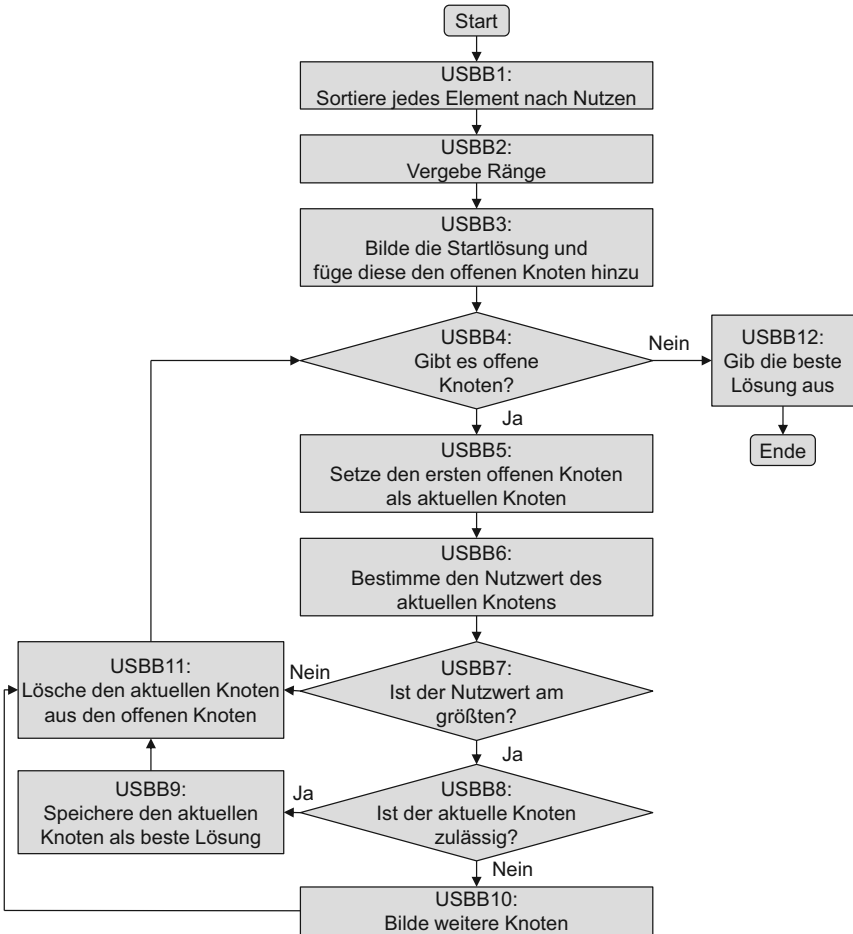 Start
USBB1:
Sortiere jedes Element nach Nutzen
USBB2:
Vergebe Ränge
USBB3:
Bilde die Startlösung und
füge diese den offenen Knoten hinzu
USBB4:
Gibt es offene
Knoten?
Nein
USBB12:
Gib die beste
Lösung aus
Ende
Ja
USBB5:
Setze den ersten offenen Knoten
als aktuellen Knoten
USBB6:
Bestimme den Nutzwert des
aktuellen Knotens
USBB7:
Ist der Nutzwert am
größten?
Nein
USBB11:
Lösche den aktuellen Knoten
aus den offenen Knoten
Ja
USBB8:
Ist der aktuelle Knoten
zulässig?
Ja
USBB9:
Speichere den aktuellen
Knoten als beste Lösung
Nein
USBB10:
Bilde weitere Knoten